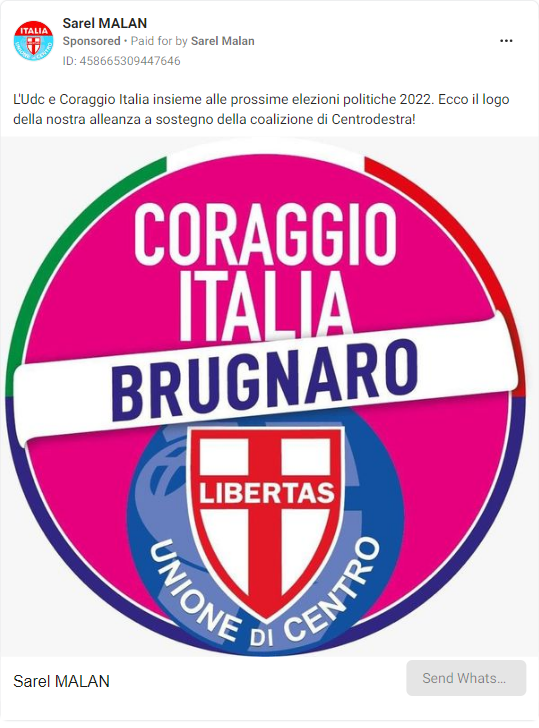 Sarel MALAN
Sponsored • Paid for by Sarel Malan
ID: 458665309447646
L'Udc e Coraggio Italia insieme alle prossime elezioni politiche 2022. Ecco il logo
della nostra alleanza a sostegno della coalizione di Centrodestra!
CORAGGIO
ITALIA
BRUGNARO
LIBERTAS
UNIONE DI CENTRO
Sarel MALAN
Send Whats...